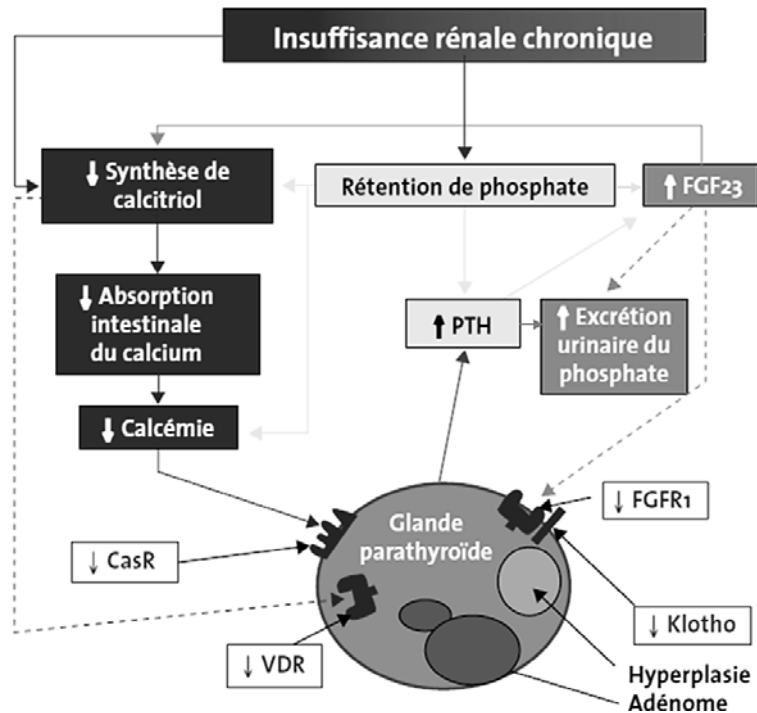 Insuffisance rénale chronique
⬇ Synthèse de
calcitriol
Rétention de phosphate
⬆ FGF23
⬇ Absorption
intestinale
du calcium
⬆ PTH
⬆ Excrétion
urinaire du
phosphate
⬇ Calcémie
↓ FGFR1
Glande
parathyroïde
↓ CasR
↓ Klotho
↓ VDR
Hyperplasie
Adénome